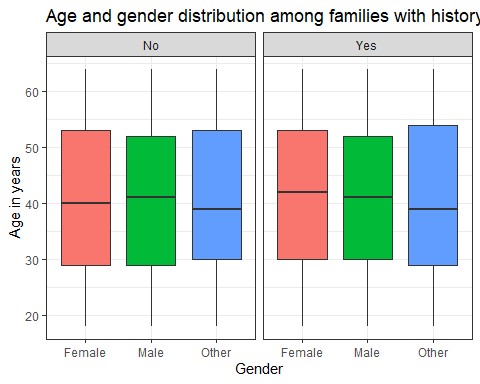 Age and gender distribution among families with history
No Yes
60
50
40
30
20
Age in years
Female Male Other Female Male Other
Gender